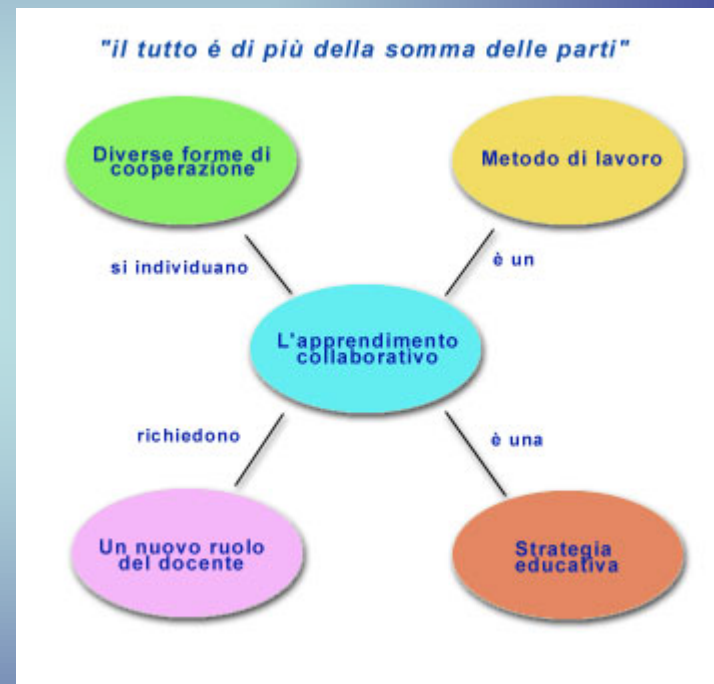 "il tutto é di più della somma delle parti"
Diverse forme di
cooperazione
Metodo di lavoro
si individuano
è un
L'apprendimento
collaborativo
richiedono
è una
Un nuovo ruolo
del docente
Strategia
educativa